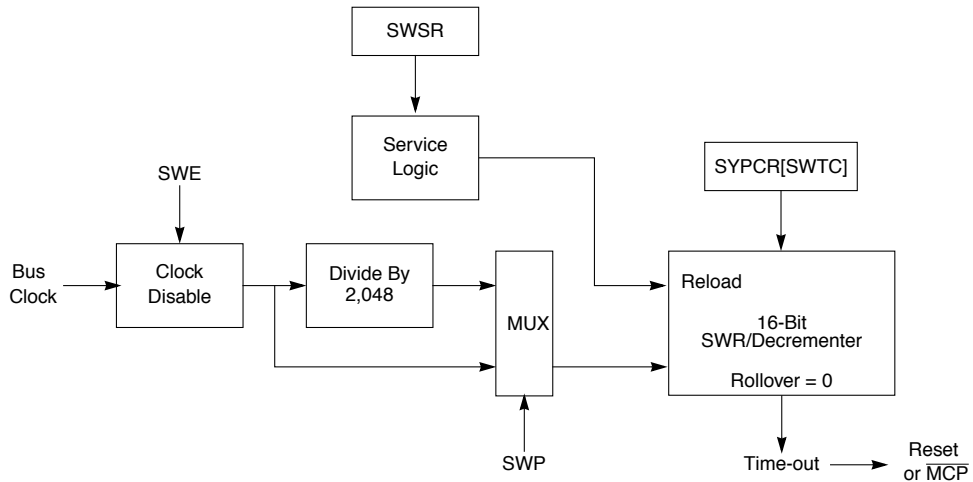 SWSR
Service
Logic
SYPCR[SWTC]
SWE
Bus
Clock
Clock
Disable
Divide By
2,048
MUX
Reload
16-Bit
SWR/Decrementer
Rollover = 0
SWP
Time-out
Reset
or MCP